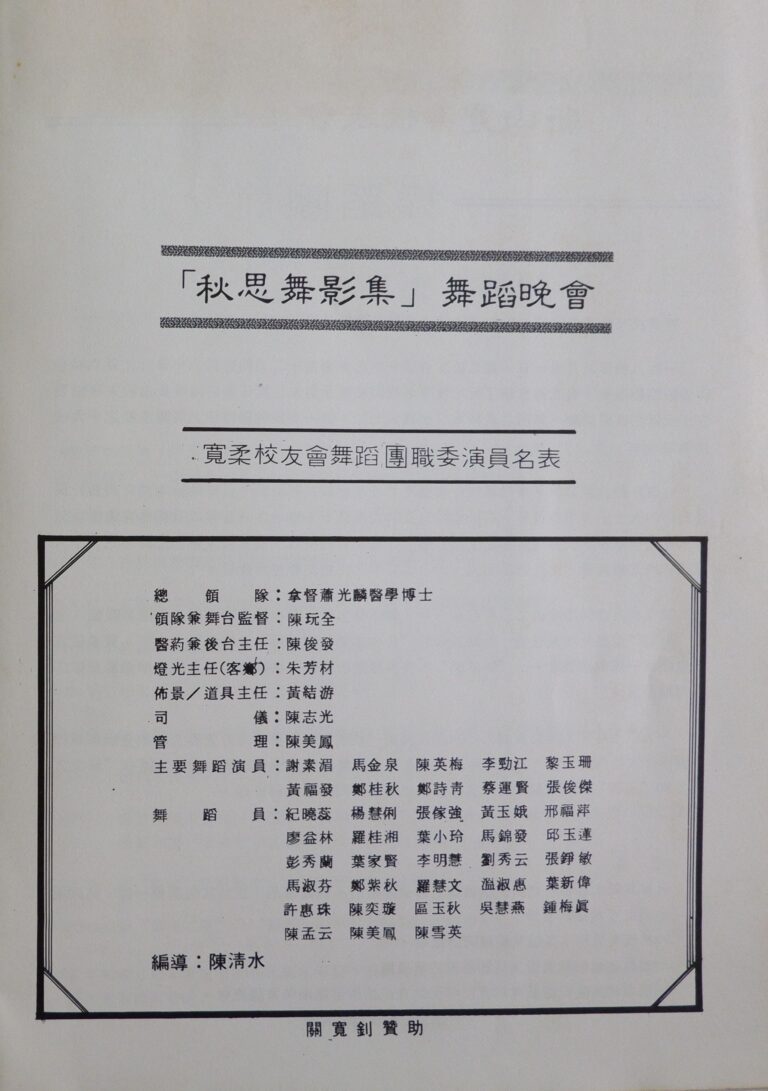 「秋思舞影集」舞蹈晚會
寬柔校友會舞蹈團職委演員名表
總領隊：拿督蕭光麟醫學博士
領隊兼舞台監督：陳玩全
醫葯兼後台主任：陳俊發
燈光主任(客鄉)：朱芳材
佈景／道具主任：黃結游
司儀：陳志光
管理：陳美鳳
主要舞蹈演員：謝素湄 馬金泉 陳英梅 李勁江 黎玉珊
黃福發 鄭桂秋 鄭詩靑 蔡運賢 張俊傑
舞蹈員：紀曉蕊 楊慧俐 張傢強 黃玉娥 邢福萍
廖益林 羅桂湘 葉小玲 馬錦發 邱玉蓮
彭秀蘭 葉家賢 李明慧 劉秀云 張錚敏
馬淑芬 鄭紫秋 羅慧文 溫淑惠 葉新偉
許惠珠 陳奕璇 區玉秋 吳慧燕 鍾梅眞
陳孟云 陳美鳳 陳雪英
編導：陳淸水
關寬釗贊助